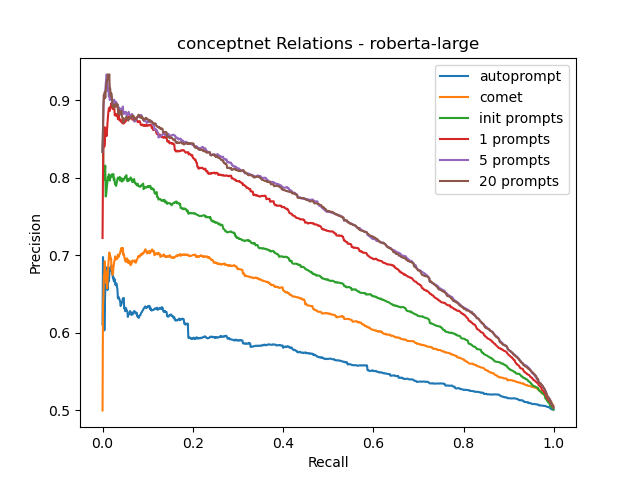 conceptnet Relations - roberta-large
autoprompt
comet
init prompts
1 prompts
5 prompts
20 prompts
Precision
0.9
0.8
0.7
0.6
0.5
0.0 0.2 0.4 0.6 0.8 1.0
Recall